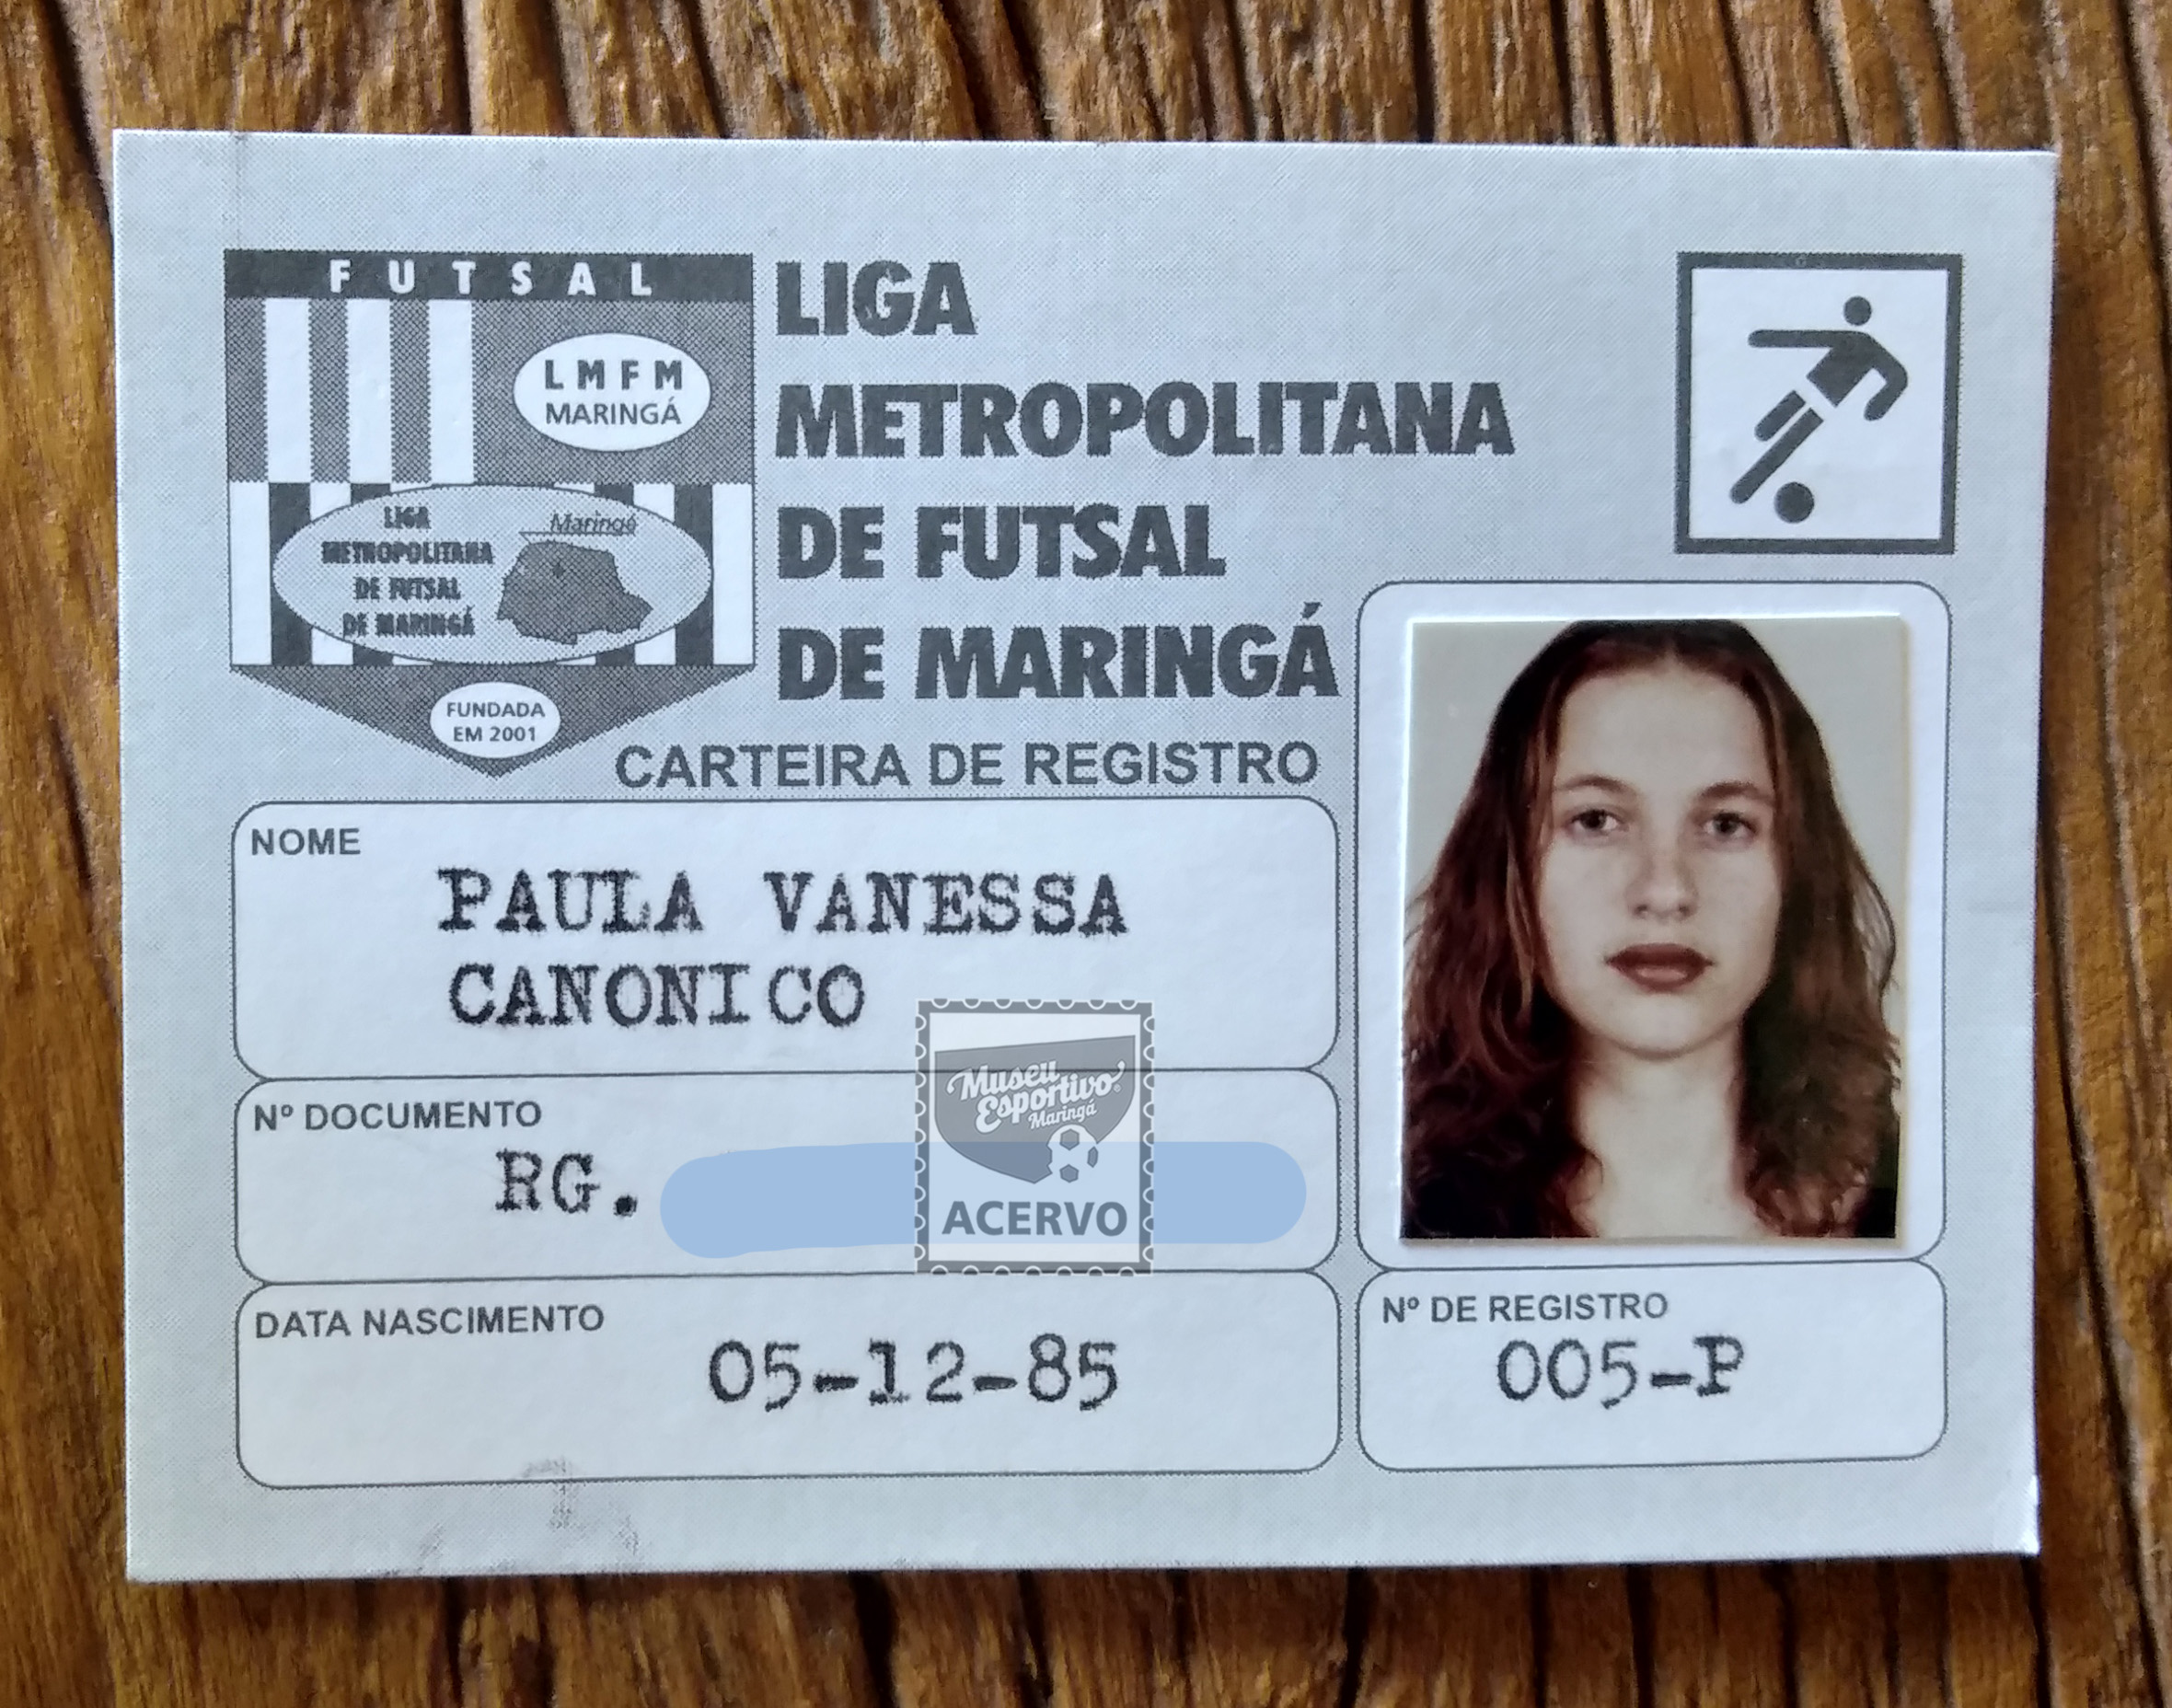 FUTSAL
LMFM
MARINGÁ
LIGA
METROPOLITANA
DE FUTSAL
DE MARINGÁ
Maringá
FUNDADA
EM 2001
LIGA
METROPOLITANA
DE FUTSAL
DE MARINGÁ
CARTEIRA DE REGISTRO
NOME
PAULA VANESSA
CANONICO
Nº DOCUMENTO
RG.
Museu
Esportivo
Maringá
ACERVO
DATA NASCIMENTO
05-12-85
Nº DE REGISTRO
005-P